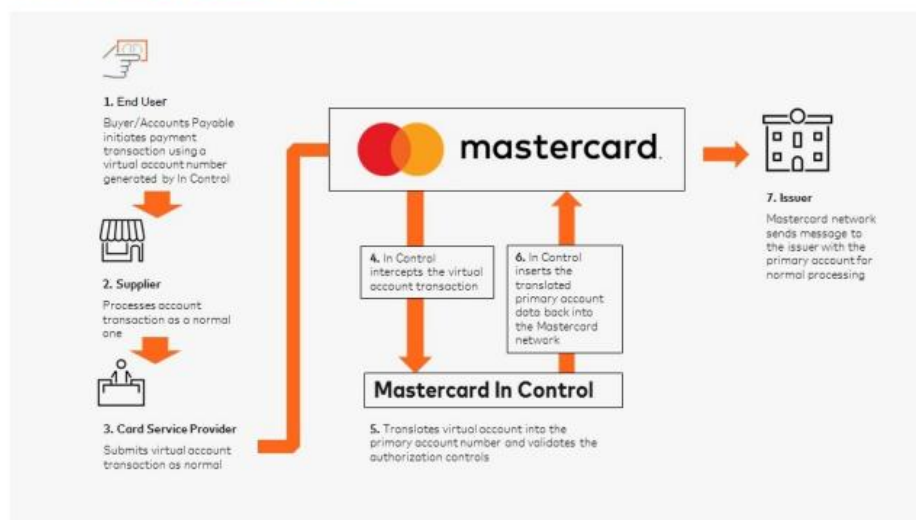 1. End User
Buyer/Accounts Payable
initiates payment
transaction using a
virtual account number
generated by In Control
2. Supplier
Processes account
transaction as a normal
one
3. Card Service Provider
Submits virtual account
transaction as normal
mastercard.
4. In Control
intercepts the virtual
account transaction
Mastercard In Control
5. Translates virtual account into the
primary account number and validates the
authorization controls
6. In Control
inserts the
translated
primary account
data back into
the Mastercard
network
7. Issuer
Mastercard network
sends message to
the issuer with the
primary account for
normal processing